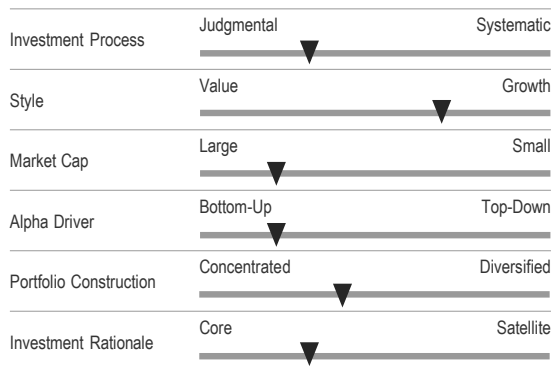 Judgmental Systematic
Investment Process
Value Growth
Style
Large Small
Market Cap
Bottom-Up Top-Down
Alpha Driver
Concentrated Diversified
Portfolio Construction
Core Satellite
Investment Rationale